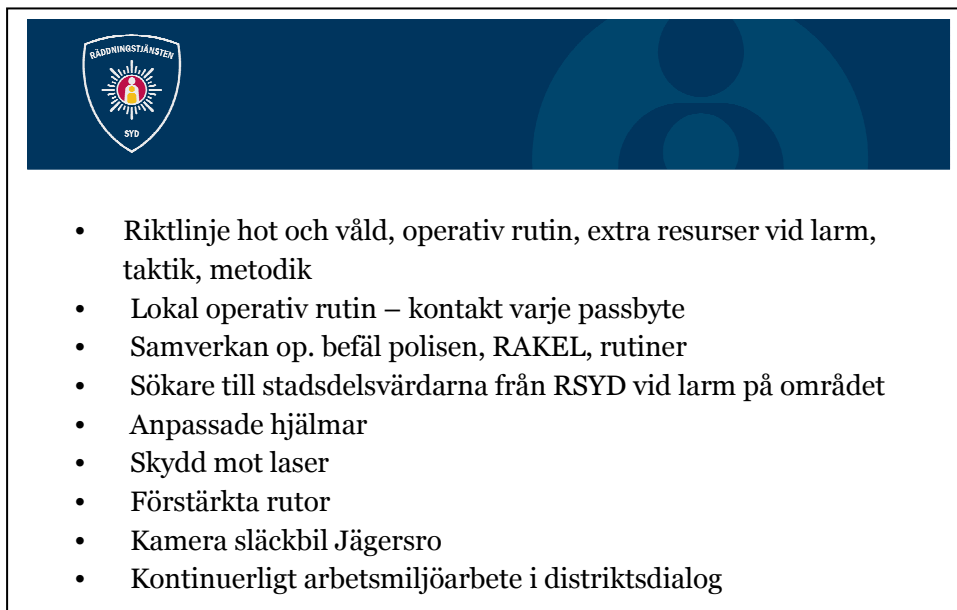 RÄDDNINGSTJÄNSTEN
SYD
• Riktlinje hot och våld, operativ rutin, extra resurser vid larm,
taktik, metodik
• Lokal operativ rutin – kontakt varje passbyte
• Samverkan op. befäl polisen, RAKEL, rutiner
• Sökare till stadsdelsvärdarna från RSYD vid larm på området
• Anpassade hjälmar
• Skydd mot laser
• Förstärkta rutor
• Kamera släckbil Jägersro
• Kontinuerligt arbetsmiljöarbete i distriktsdialog